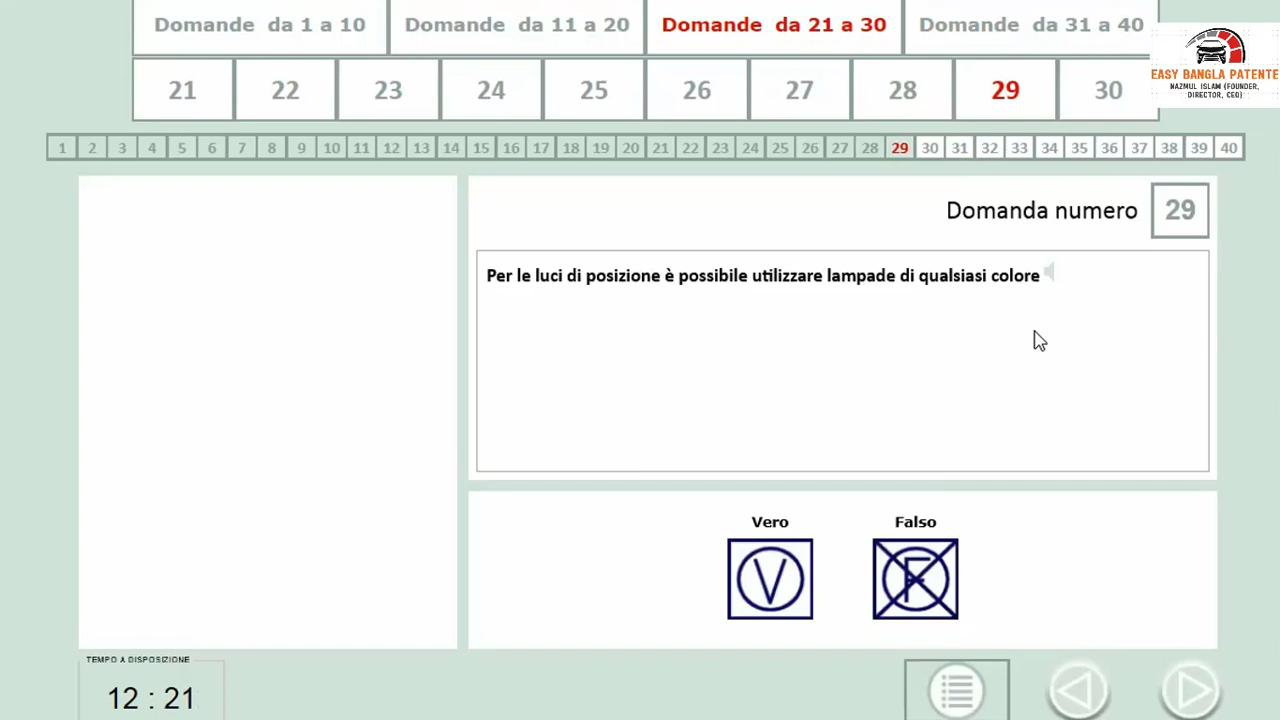 Domande da 1 a 10 Domande da 11 a 20 Domande da 21 a 30 Domande da 31 a 40
EASY BANGLA PATENTE
NAZMUL ISLAM (FOUNDER,
DIRECTOR, CEO)
21 22 23 24 25 26 27 28 29 30
1 2 3 4 5 6 7 8 9 10 11 12 13 14 15 16 17 18 19 20 21 22 23 24 25 26 27 28 29 30 31 32 33 34 35 36 37 38 39 40
Domanda numero 29
Per le luci di posizione è possibile utilizzare lampade di qualsiasi colore
Vero Falso
V F
TEMPO A DISPOSIZIONE
12 : 21